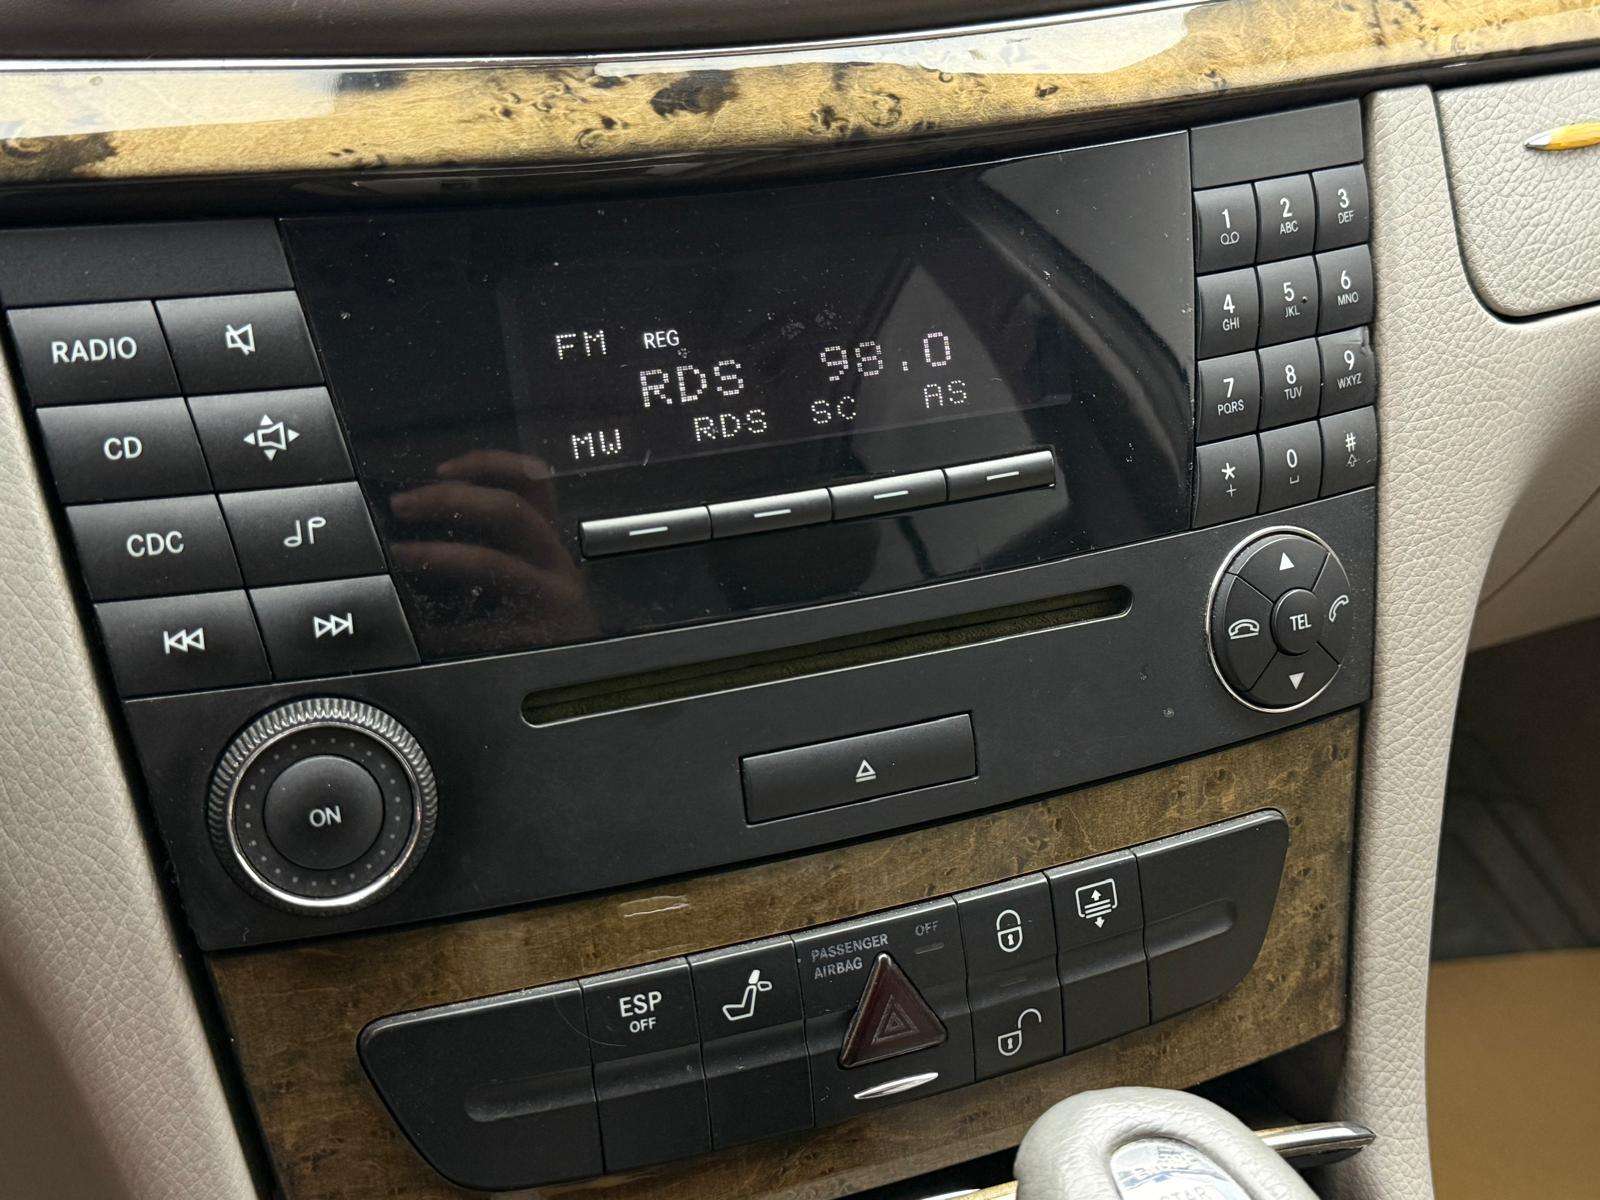 RADIO
CD
CDC
FM REG
RDS 98.0
MW RDS SC AS
1
2 ABC
3 DEF
4 GHI
5 JKL
6 MNO
7 PQRS
8 TUV
9 WXYZ
* +
0
#
TEL
ON
ESP
OFF
PASSENGER
AIRBAG
OFF